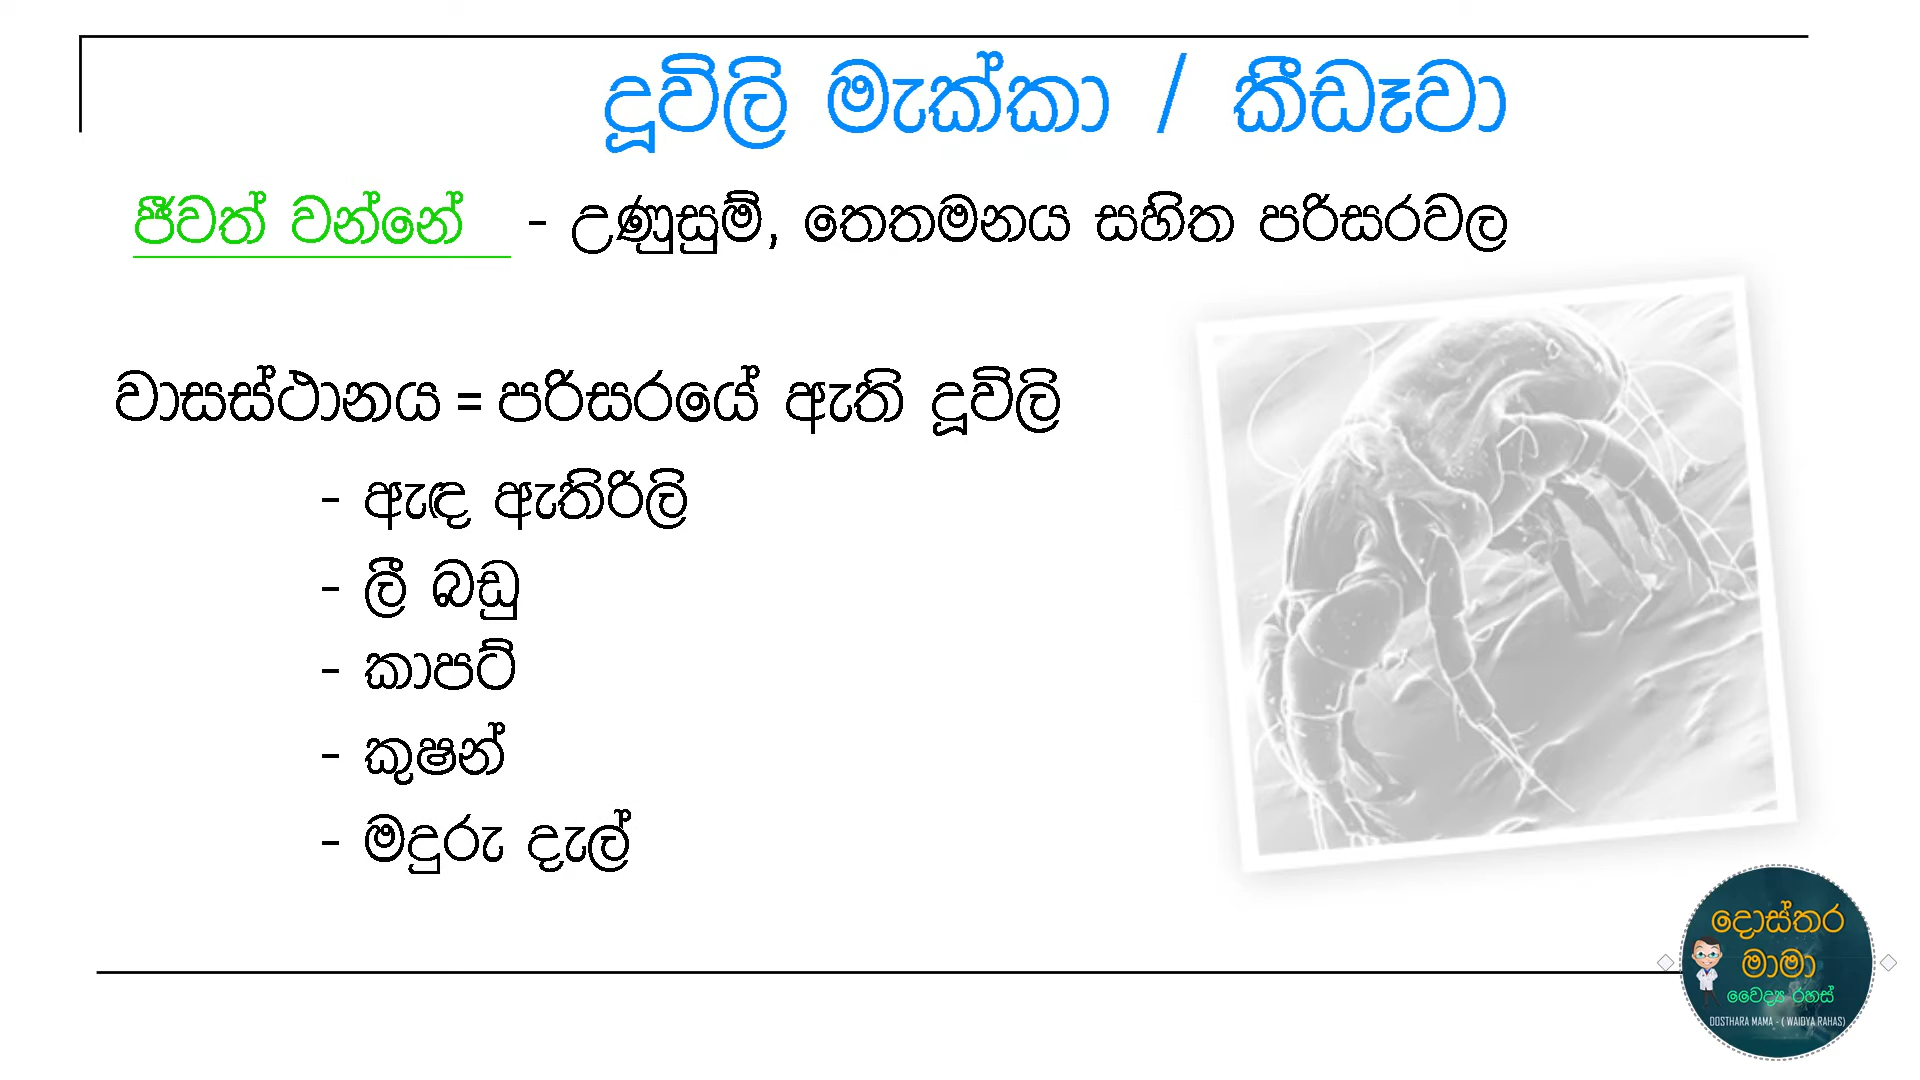 දූවිලි මැක්කා / කීඩෑවා
ජීවත් වන්නේ - උණුසුම්, තෙතමනය සහිත පරිසරවල
වාසස්ථානය = පරිසරයේ ඇති දූවිලි
- ඇඳ ඇතිරිලි
- ලී බඩු
- කාපට්
- කුෂන්
- මදුරු දැල්
දොස්තර
මාමා
වෛද්‍ය රහස්
DOSTHARA MAMA - ( WAIDYA RAHAS)